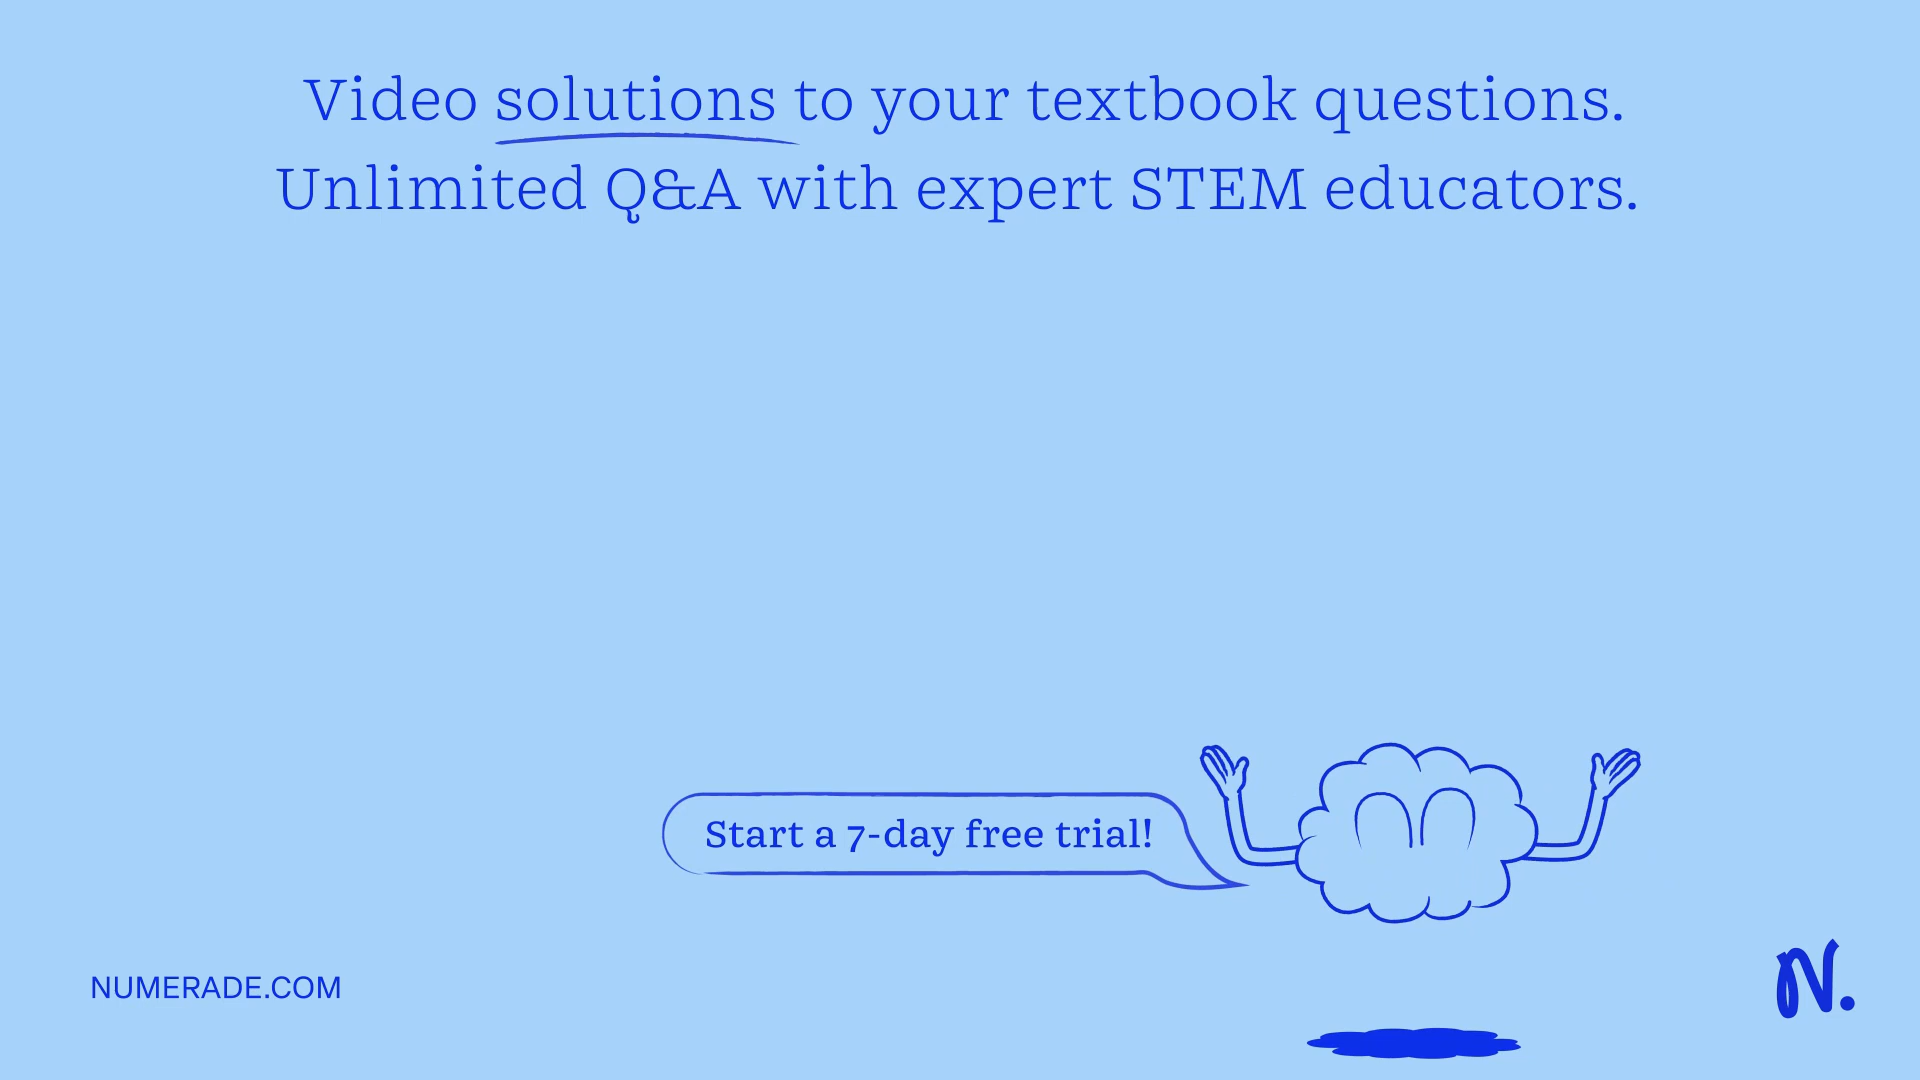 Video solutions to your textbook questions.
Unlimited Q&A with expert STEM educators.
Start a 7-day free trial!
NUMERADE.COM
N.